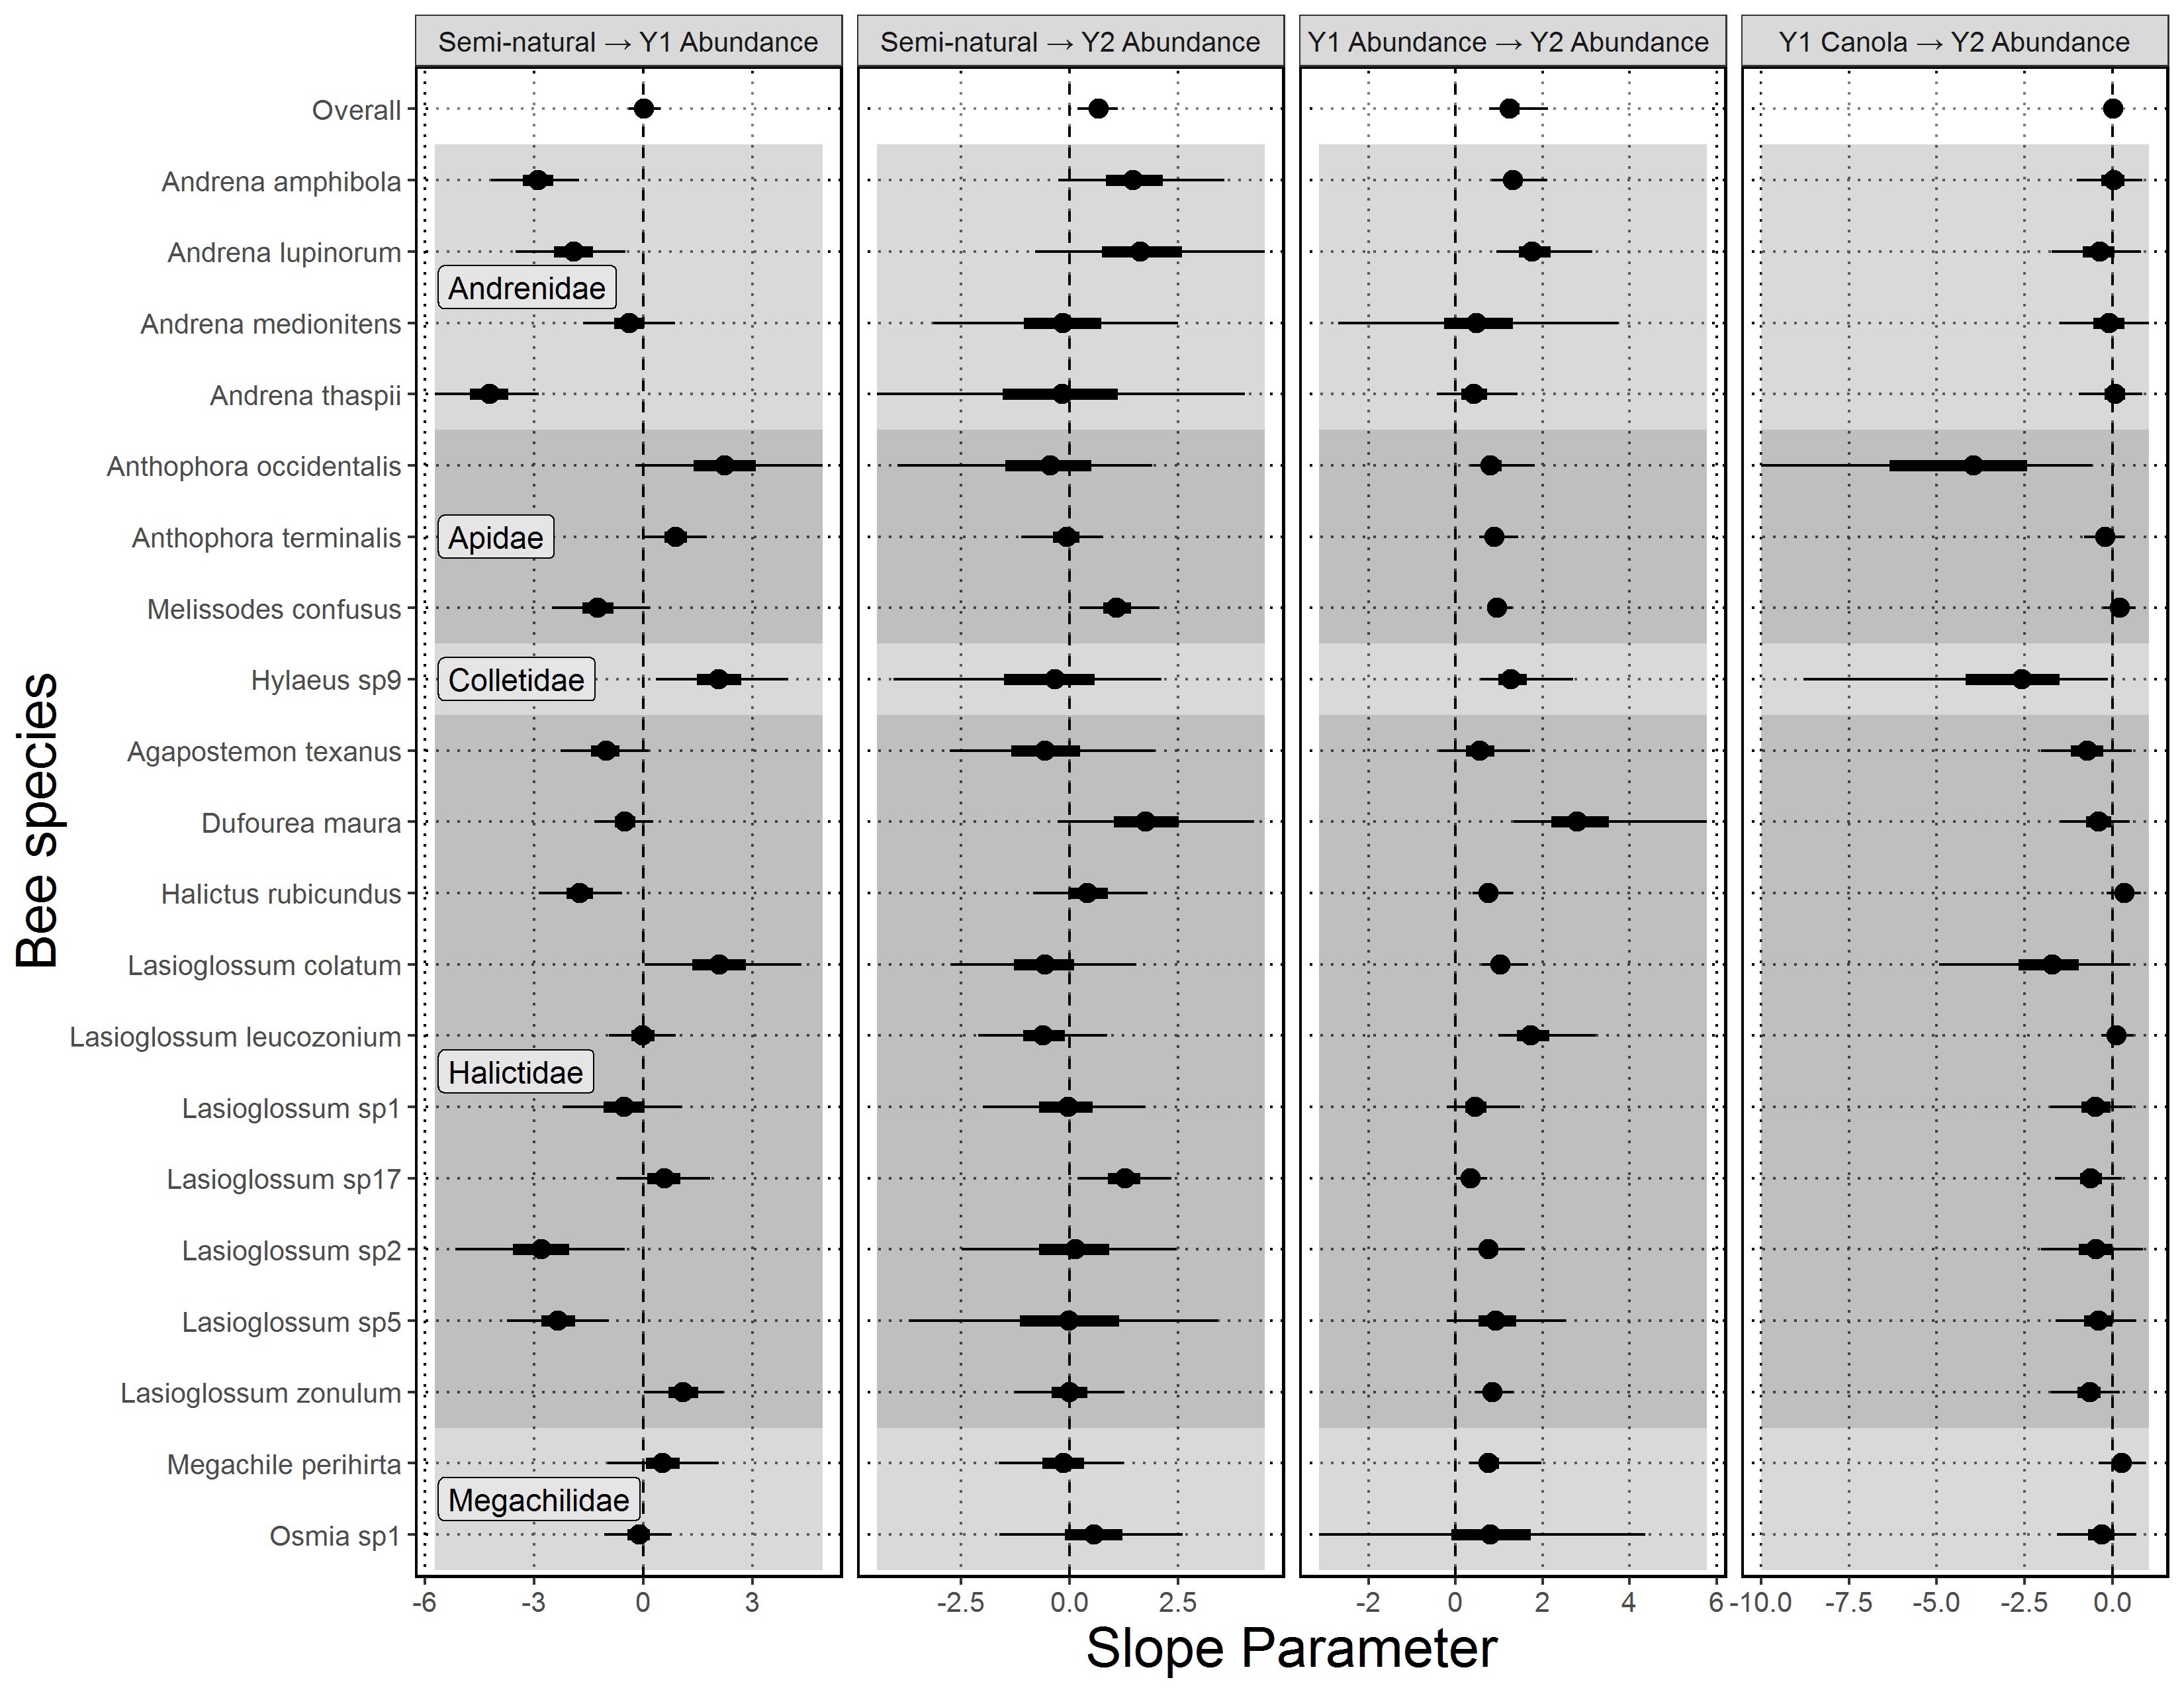 Semi-natural → Y1 Abundance
Semi-natural → Y2 Abundance
Y1 Abundance → Y2 Abundance
Y1 Canola → Y2 Abundance
Bee species
Overall
Andrena amphibola
Andrena lupinorum
Andrena medionitens
Andrena thaspii
Anthophora occidentalis
Anthophora terminalis
Melissodes confusus
Hylaeus sp9
Agapostemon texanus
Dufourea maura
Halictus rubicundus
Lasioglossum colatum
Lasioglossum leucozonium
Lasioglossum sp1
Lasioglossum sp17
Lasioglossum sp2
Lasioglossum sp5
Lasioglossum zonulum
Megachile perihirta
Osmia sp1
Andrenidae
Apidae
Colletidae
Halictidae
Megachilidae
-6 -3 0 3
-2.5 0.0 2.5
-2 0 2 4 6
-10.0 -7.5 -5.0 -2.5 0.0
Slope Parameter